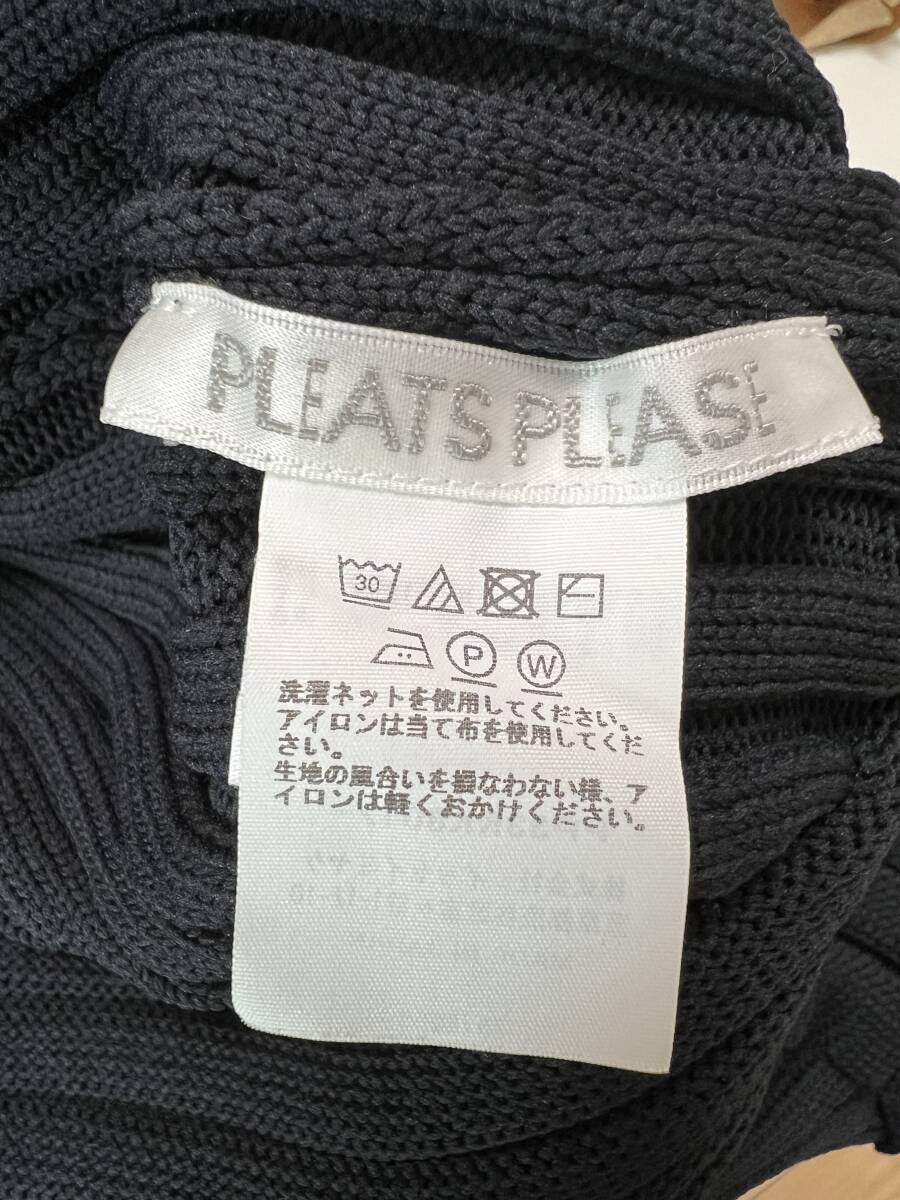 PLEATS PLEASE
30
P W
洗濯ネットを使用してください。
アイロンは当て布を使用してくだ
さい。
生地の風合いを損なわない様、ア
イロンは軽くおかけください。